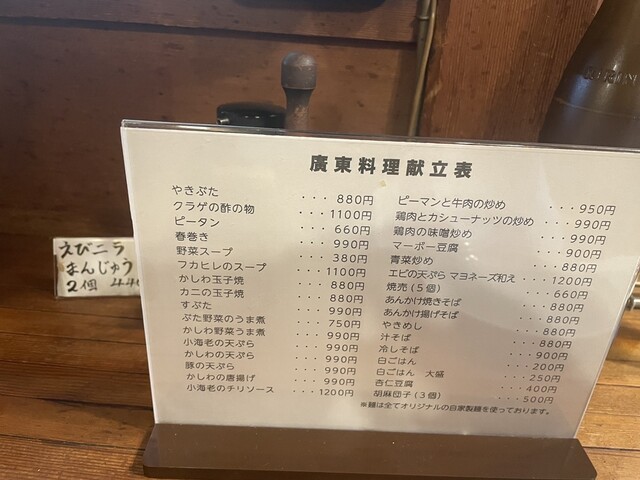 廣東料理献立表
やきぶた ･･･880円
クラゲの酢の物 ･･･1100円
ピータン ･･･660円
春巻き ･･･990円
野菜スープ ･･･380円
フカヒレのスープ ･･･1100円
かしわ玉子焼 ･･･880円
カニの玉子焼 ･･･880円
すぶた ･･･990円
ぶた野菜のうま煮 ･･･750円
かしわ野菜うま煮 ･･･990円
小海老の天ぷら ･･･990円
かしわの天ぷら ･･･990円
豚の天ぷら ･･･990円
かしわの唐揚げ ･･･990円
小海老のチリソース ･･･1200円
ピーマンと牛肉の炒め ･･･950円
鶏肉とカシューナッツの炒め ･･･990円
鶏肉の味噌炒め ･･･990円
マーボー豆腐 ･･･900円
青菜炒め ･･･880円
エビの天ぷら マヨネーズ和え ･･･1200円
焼売(5個) ･･･660円
あんかけ焼きそば ･･･880円
あんかけ揚げそば ･･･880円
やきめし ･･･880円
汁そば ･･･880円
冷しそば ･･･900円
白ごはん ･･･200円
白ごはん 大盛 ･･･250円
杏仁豆腐 ･･･400円
胡麻団子(3個) ･･･500円
※麺は全てオリジナルの自家製麺を使っております。
えびニラ
まんじゅう
2個 440